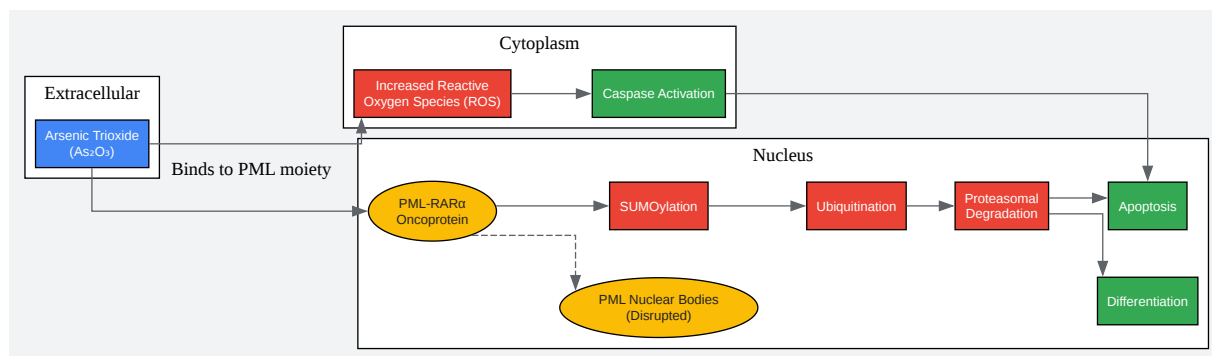 Cytoplasm
Extracellular
Increased Reactive
Oxygen Species (ROS)
Caspase Activation
Arsenic Trioxide
(As₂O₃)
Binds to PML moiety
Nucleus
PML-RARα
Oncoprotein
SUMOylation
Ubiquitination
Proteasomal
Degradation
Apoptosis
PML Nuclear Bodies
(Disrupted)
Differentiation